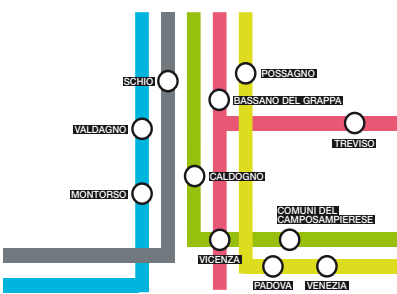 POSSAGNO
SCHIO
BASSANO DEL GRAPPA
VALDAGNO
TREVISO
CALDOGNO
MONTORSO
COMUNI DEL
CAMPOSAMPIERESE
VICENZA
PADOVA
VENEZIA